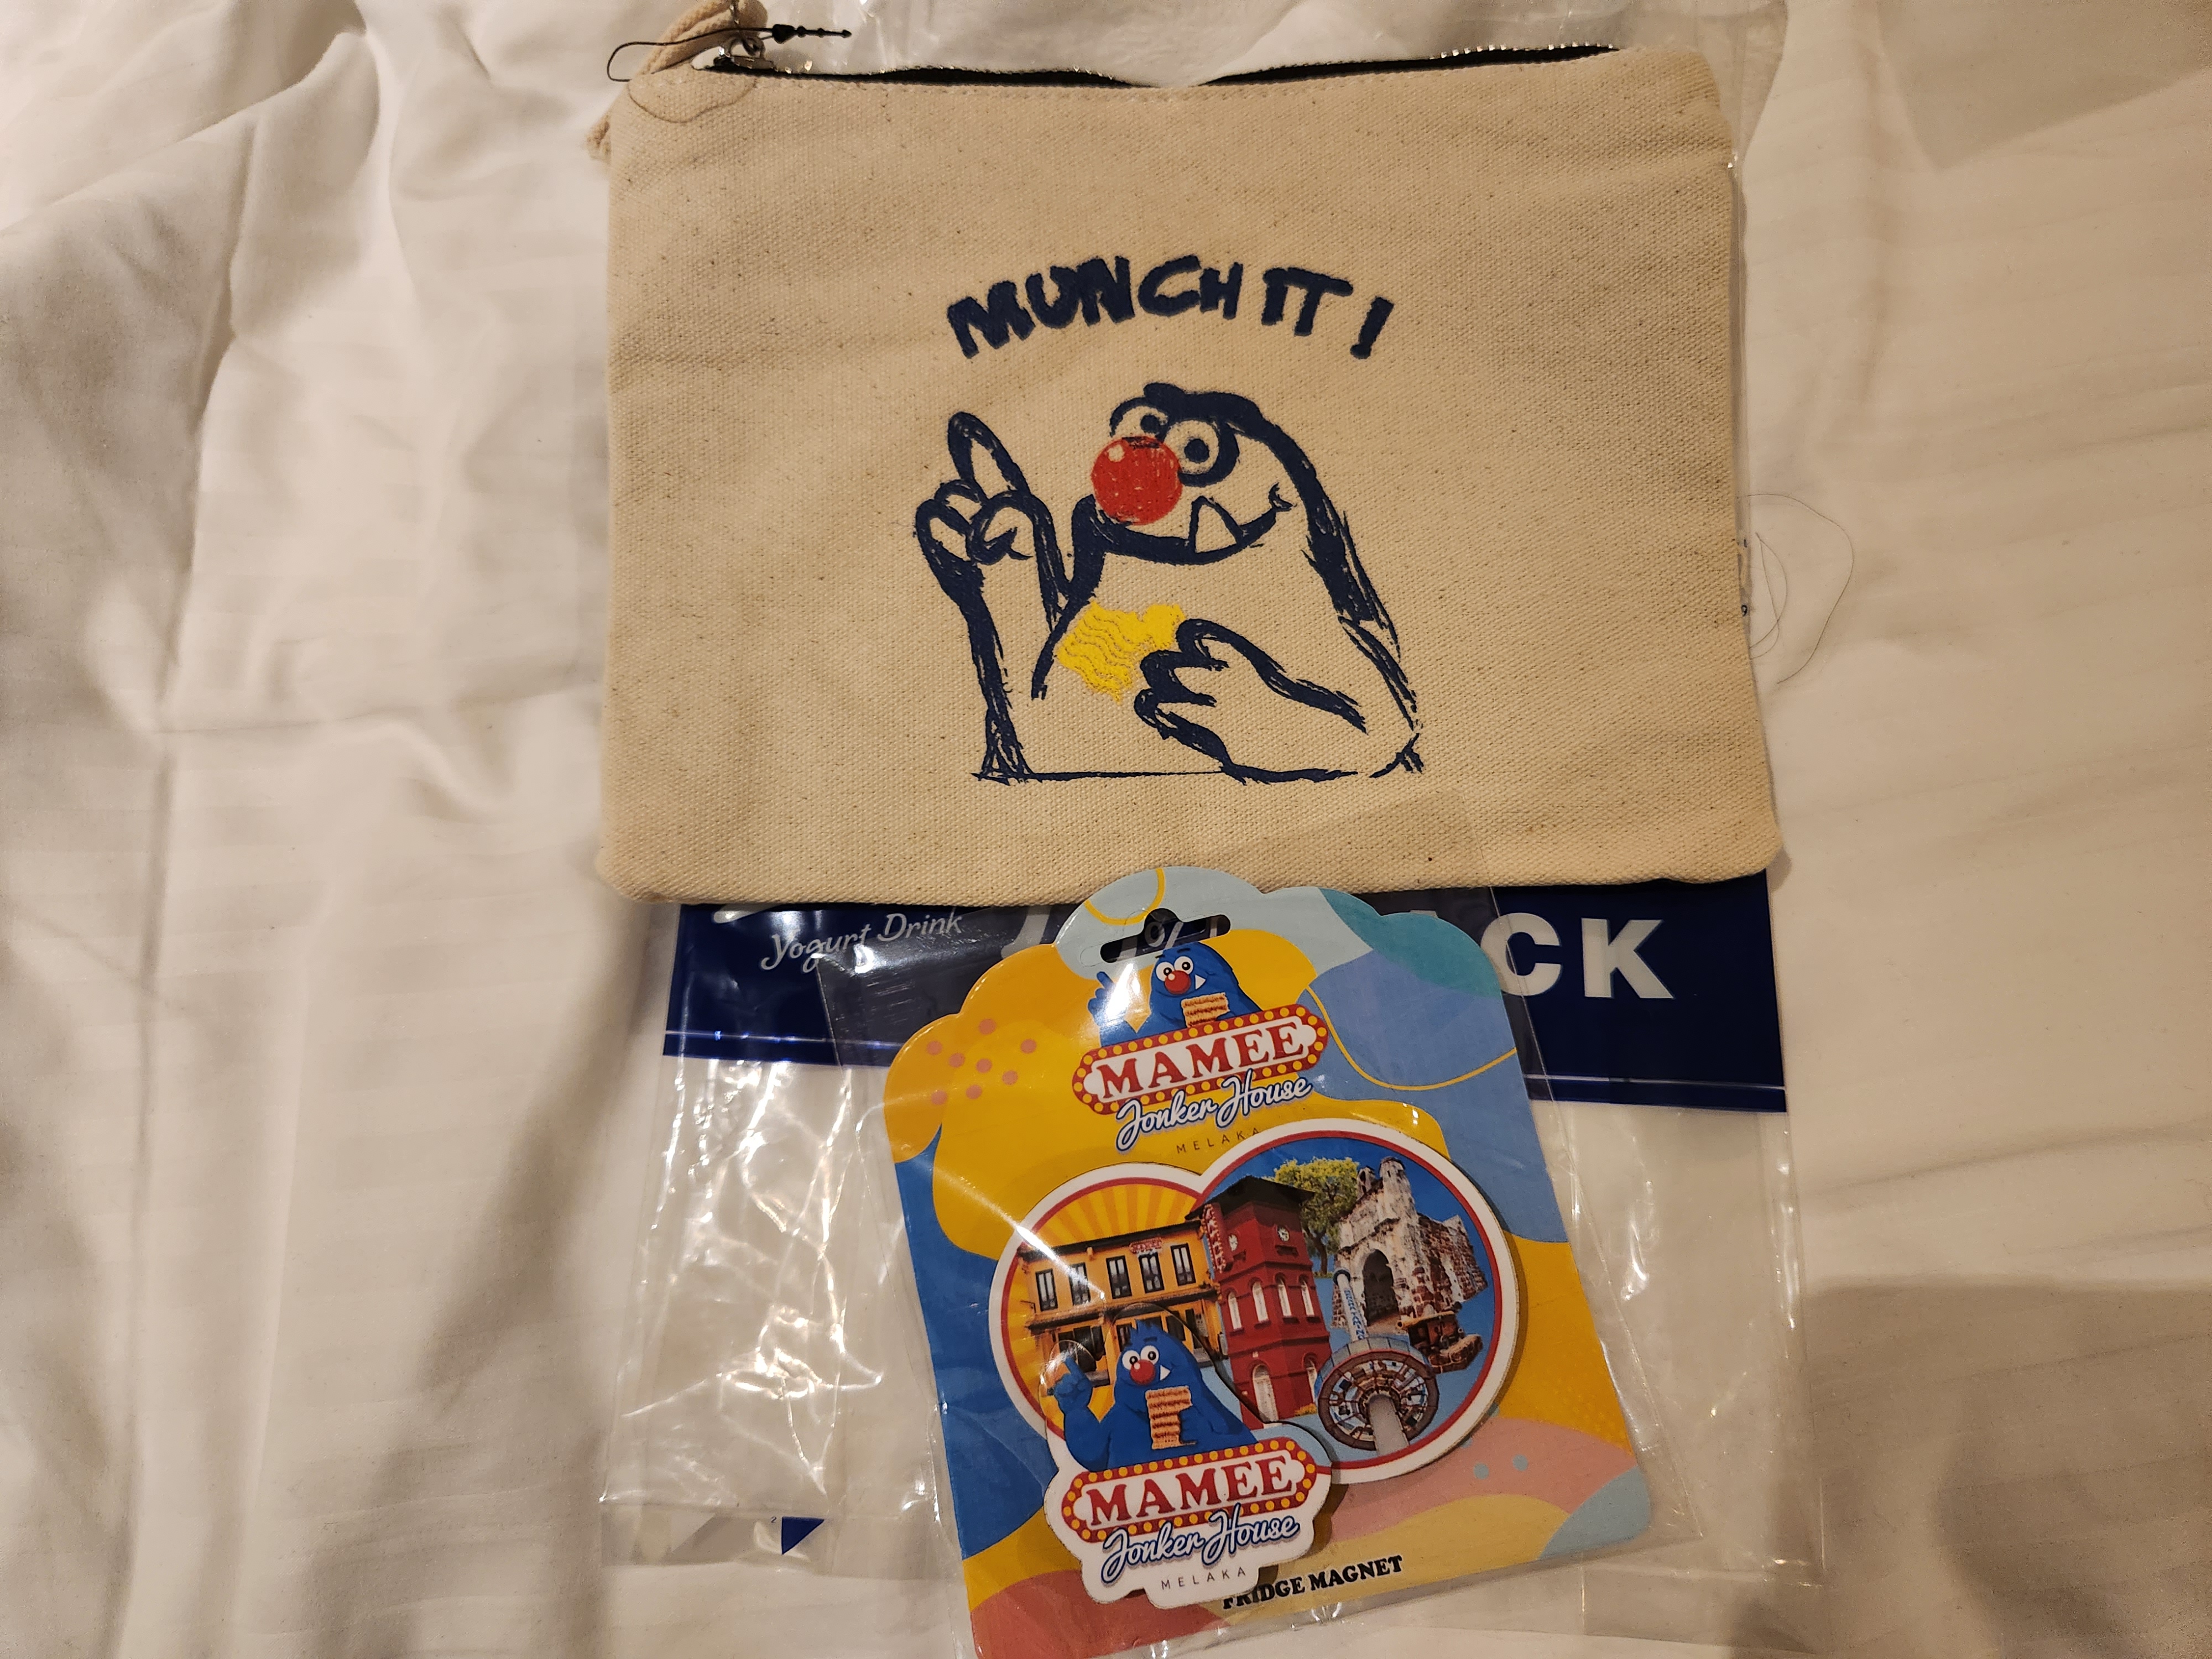 MUNCH IT !
Yogurt Drink
CK
MAMEE
Jonker House
MELAKA
MAMEE
Jonker House
MELAKA
FRIDGE MAGNET